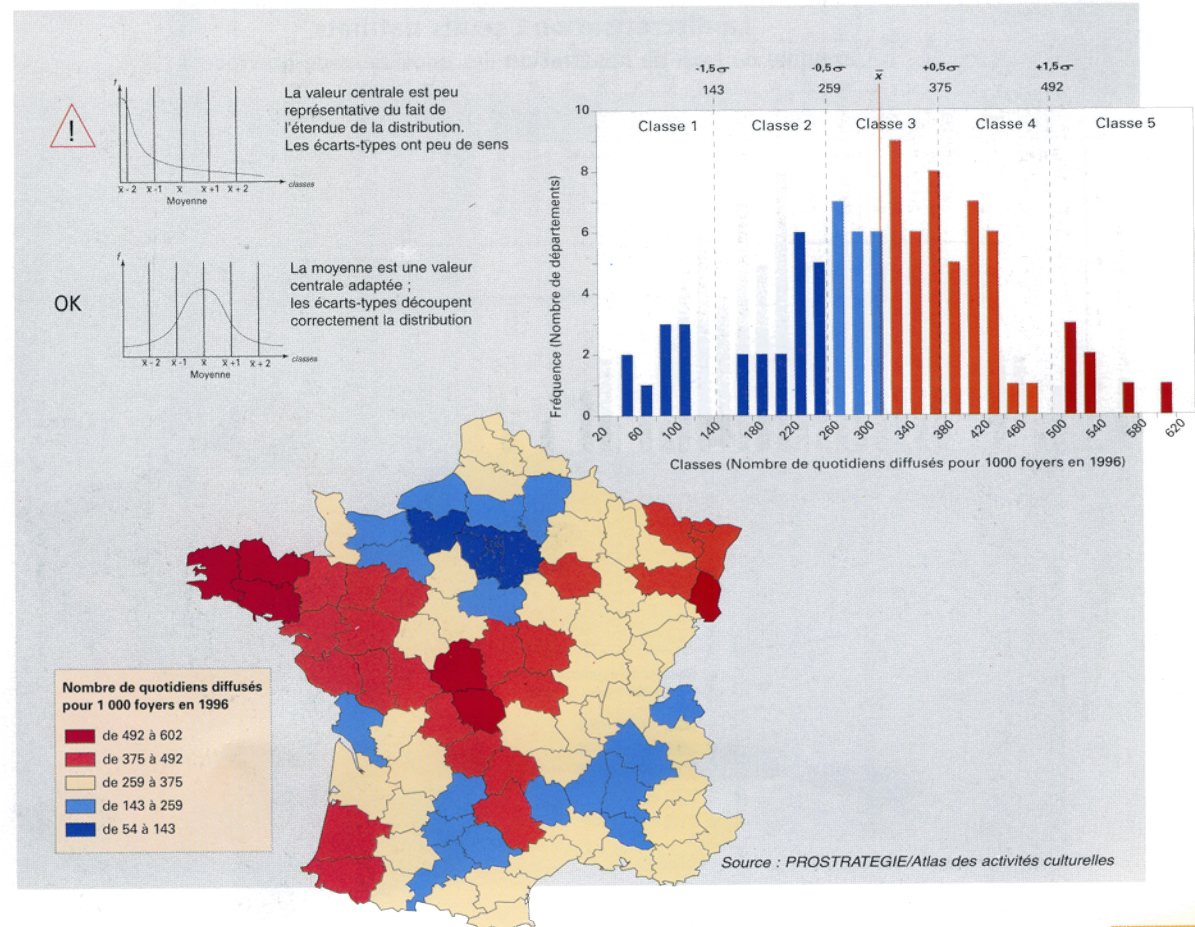 La valeur centrale est peu
représentative du fait de
l'étendue de la distribution.
Les écarts-types ont peu de sens
!
f
x̄ - 2 x̄ -1 x̄ x̄ +1 x̄ + 2
classes
Moyenne
OK
La moyenne est une valeur
centrale adaptée ;
les écarts-types découpent
correctement la distribution
f
x̄ - 2 x̄ -1 x̄ x̄ +1 x̄ + 2
classes
Moyenne
-1,5σ -0,5σ x̄ +0,5σ +1,5σ
143 259 375 492
Classe 1 Classe 2 Classe 3 Classe 4 Classe 5
Fréquence (Nombre de départements)
10
8
6
4
2
0
20 60 100 140 180 220 260 300 340 380 420 460 500 540 580 620
Classes (Nombre de quotidiens diffusés pour 1000 foyers en 1996)
Nombre de quotidiens diffusés
pour 1 000 foyers en 1996
de 492 à 602
de 375 à 492
de 259 à 375
de 143 à 259
de 54 à 143
Source : PROSTRATEGIE/Atlas des activités culturelles